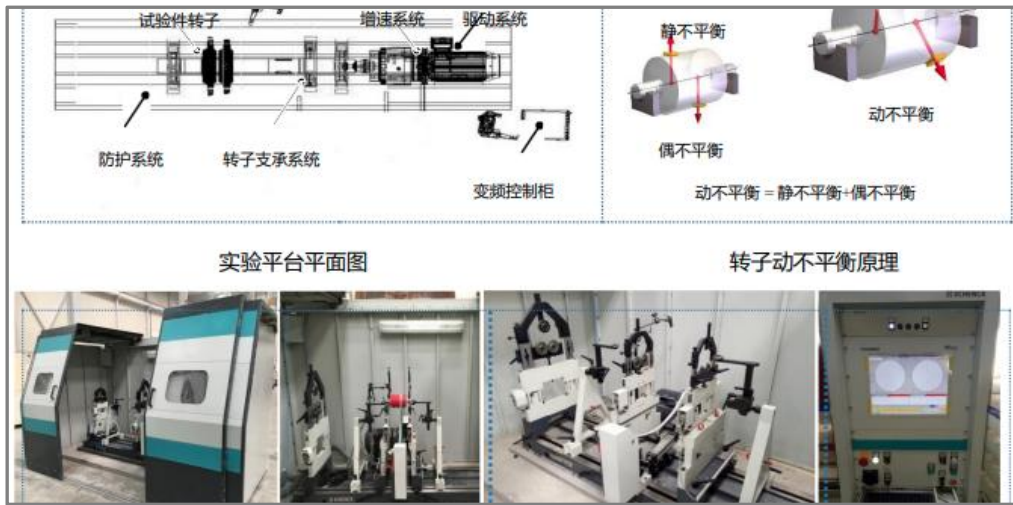 试验件转子
增速系统
驱动系统
防护系统
转子支承系统
变频控制柜
静不平衡
偶不平衡
动不平衡
动不平衡 = 静不平衡+偶不平衡
实验平台平面图
转子动不平衡原理
SCHENCK